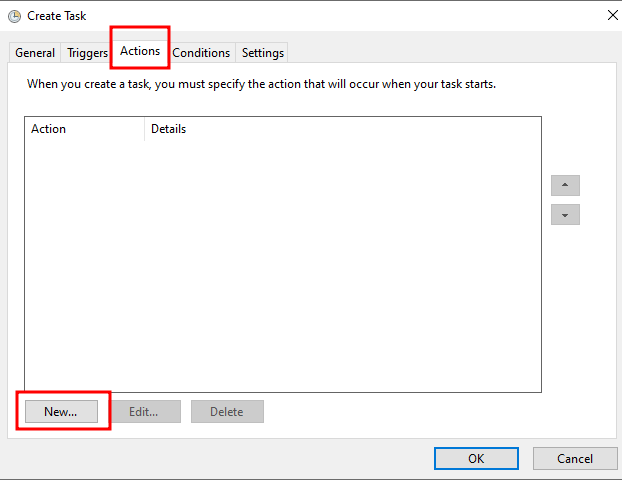 Create Task
General Triggers Actions Conditions Settings
When you create a task, you must specify the action that will occur when your task starts.
Action Details
New... Edit... Delete
OK Cancel